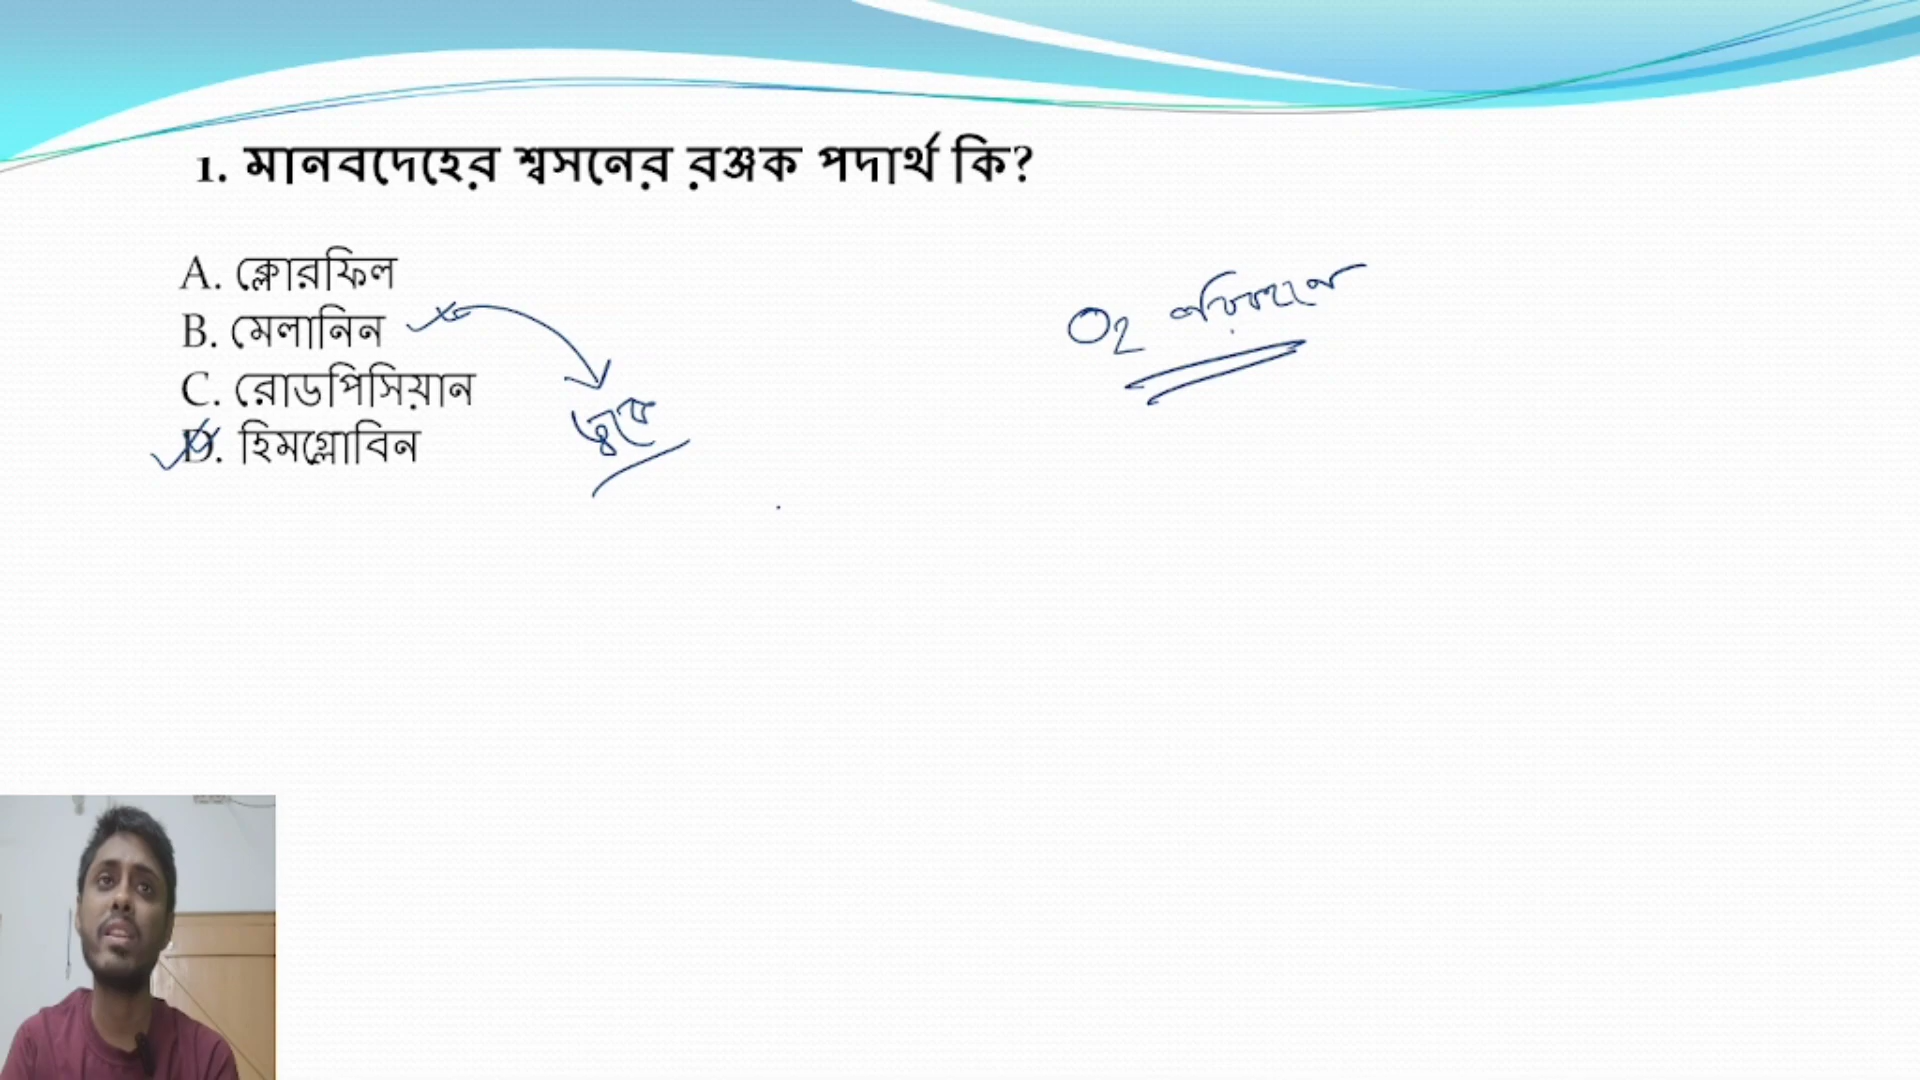 1. মানবদেহের শ্বসনের রঞ্জক পদার্থ কি?
A. ক্লোরফিল
B. মেলানিন
C. রোডপিসিয়ান
D. হিমগ্লোবিন
O2 পরিবহনে
ত্বকে